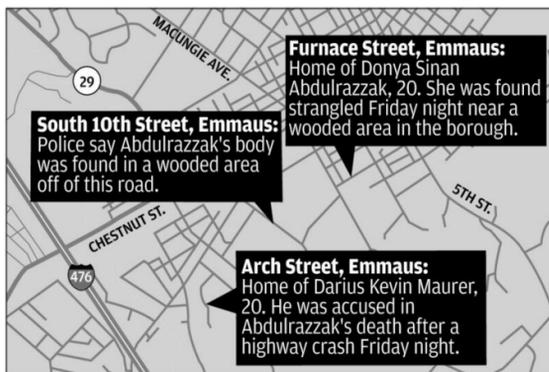 MACUNGIE AVE.
29
Furnace Street, Emmaus:
Home of Donya Sinan
Abdulrazzak, 20. She was found
strangled Friday night near a
wooded area in the borough.
South 10th Street, Emmaus:
Police say Abdulrazzak's body
was found in a wooded area
off of this road.
5TH ST.
CHESTNUT ST.
476
Arch Street, Emmaus:
Home of Darius Kevin Maurer,
20. He was accused in
Abdulrazzak's death after a
highway crash Friday night.